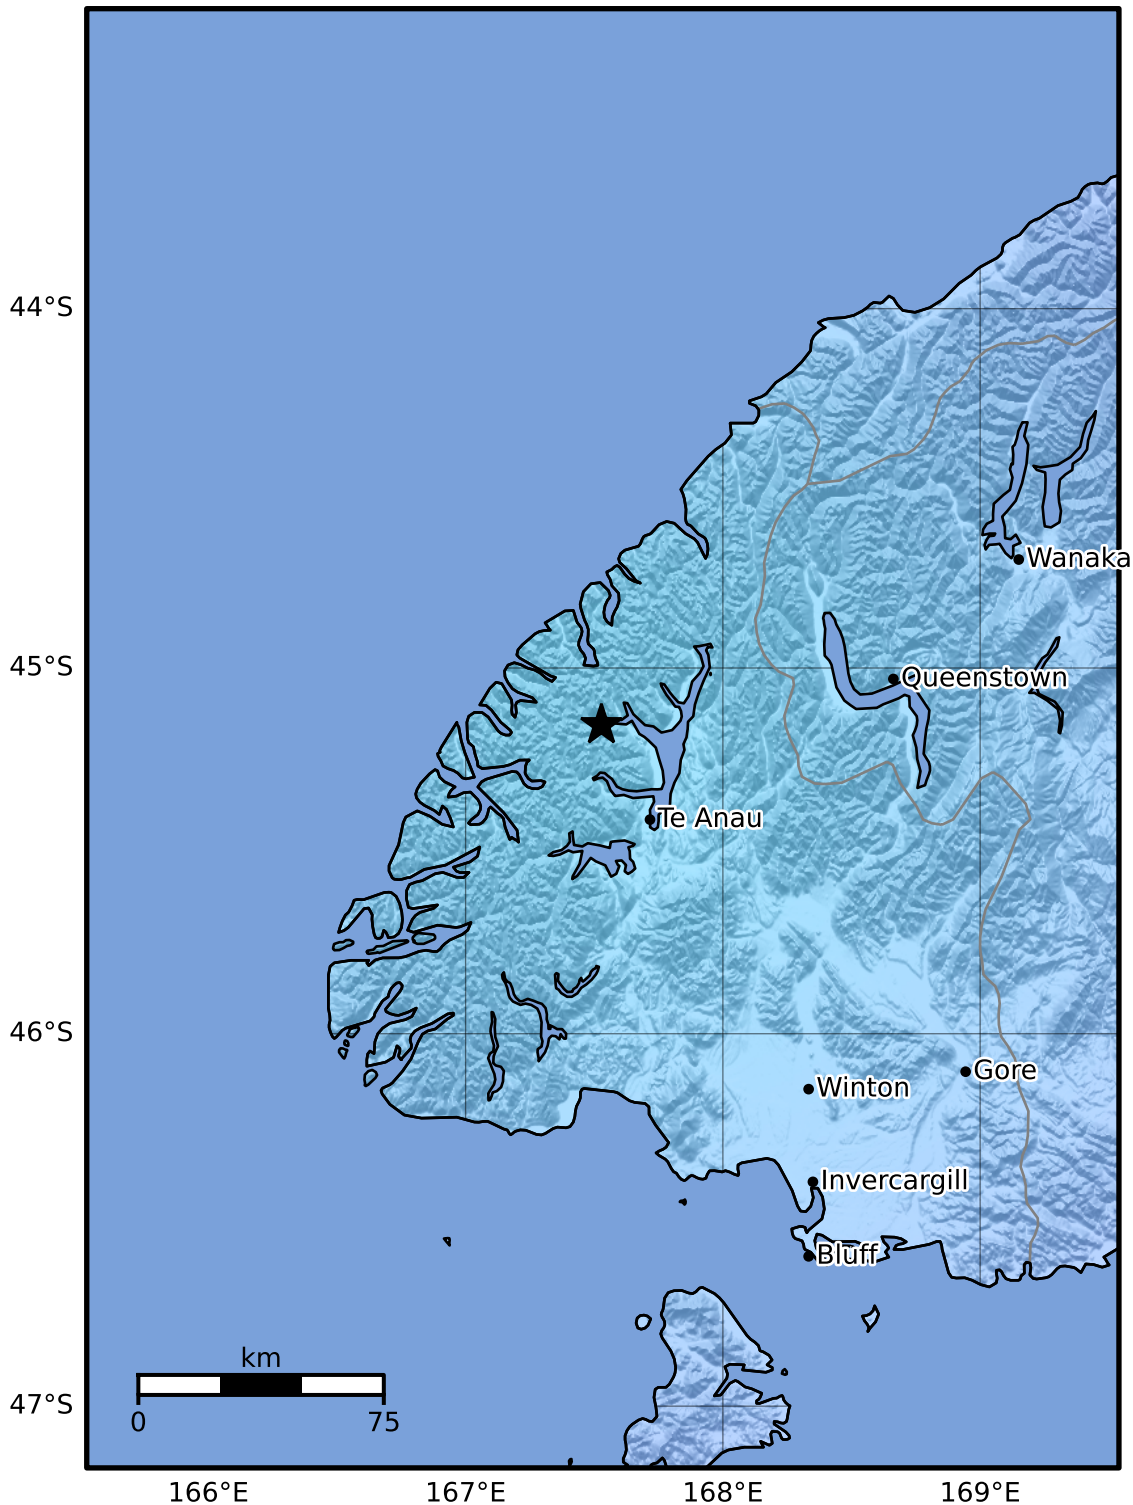 44°S
Wanaka
45°S
Queenstown
Te Anau
46°S
Gore
Winton
Invercargill
Bluff
km
0 75
47°S
166°E 167°E 168°E 169°E